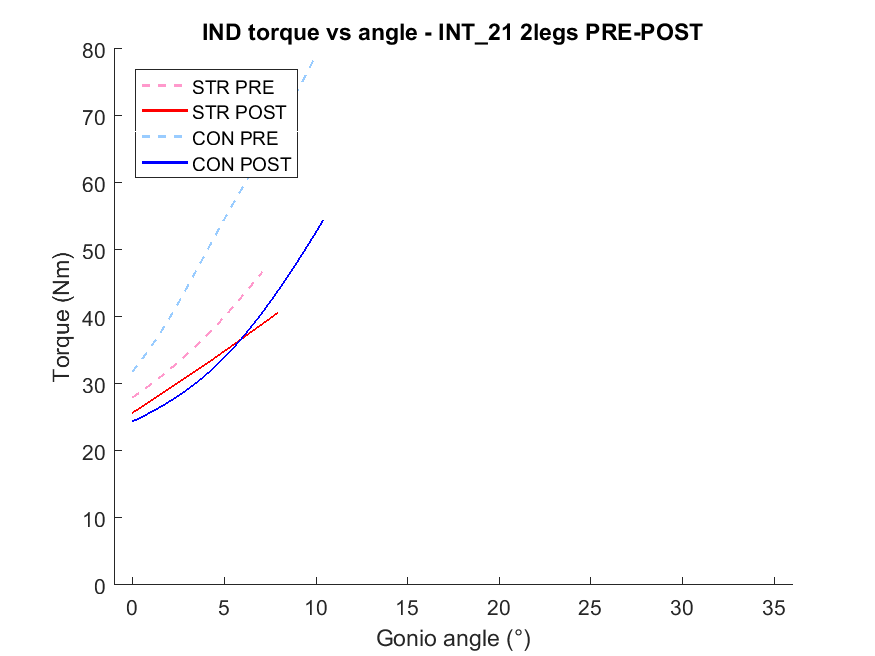 IND torque vs angle - INT_21 2legs PRE-POST
80
70
60
50
40
30
20
10
0
Torque (Nm)
STR PRE
STR POST
CON PRE
CON POST
0 5 10 15 20 25 30 35
Gonio angle (°)